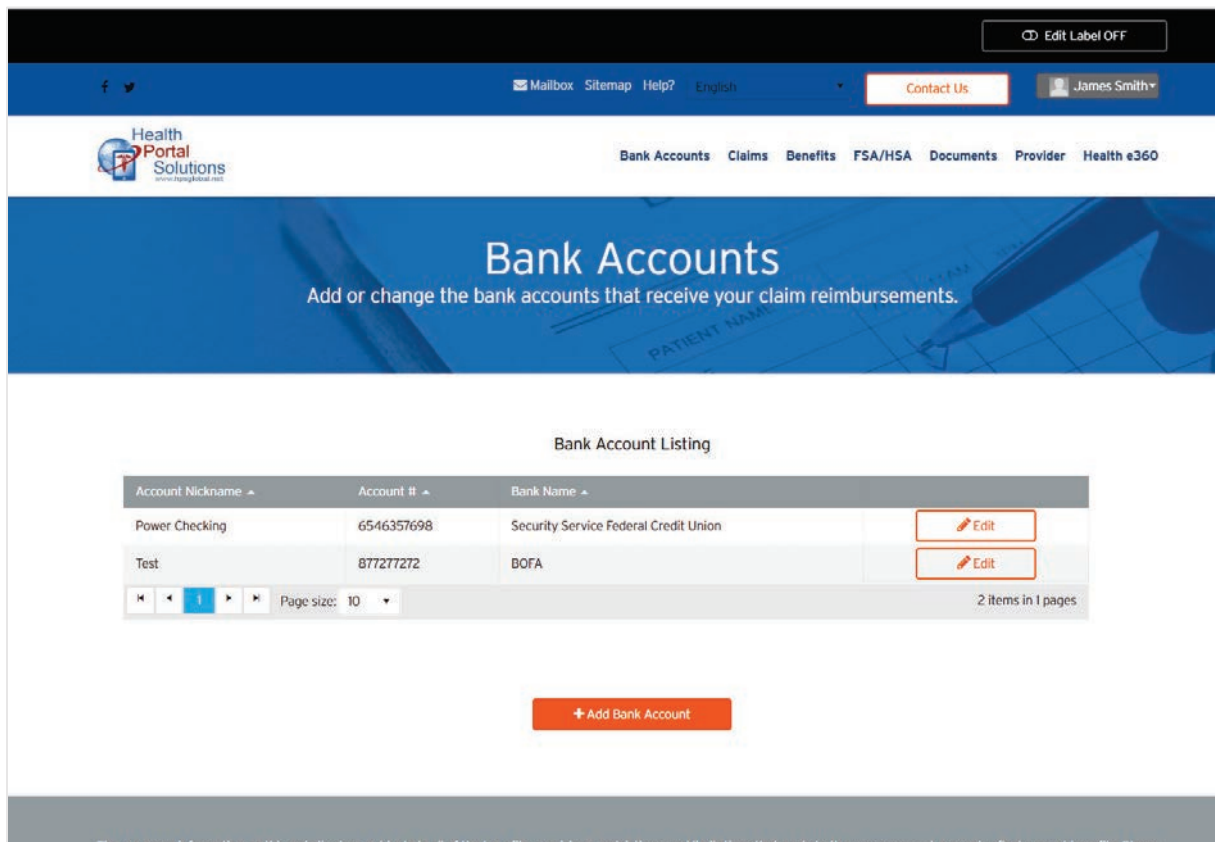 Edit Label OFF
Mailbox Sitemap Help? English Contact Us James Smith
Health
Portal
Solutions
www.hpsglobal.net
Bank Accounts Claims Benefits FSA/HSA Documents Provider Health e360
Bank Accounts
Add or change the bank accounts that receive your claim reimbursements.
PATIENT NAME
Bank Account Listing
Account Nickname Account # Bank Name
Power Checking 6546357698 Security Service Federal Credit Union Edit
Test 877277272 BOFA Edit
1 Page size: 10 2 items in 1 pages
+ Add Bank Account